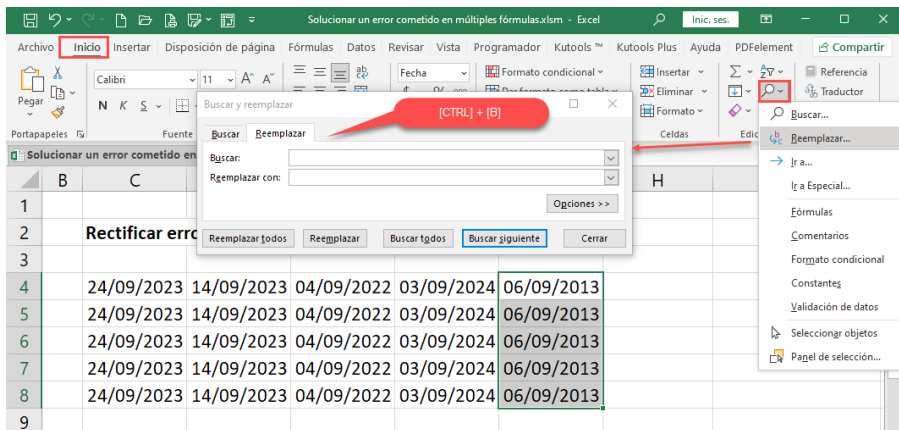 Solucionar un error cometido en múltiples fórmulas.xlsm - Excel
Inic. ses.
Archivo Inicio Insertar Disposición de página Fórmulas Datos Revisar Vista Programador Kutools ™ Kutools Plus Ayuda PDFelement Compartir
Pegar
Calibri 11
N K S
Fecha
Formato condicional
Insertar
Eliminar
Formato
Referencia
Traductor
Portapapeles Fuente Celdas
Solucionar un error cometido en
Buscar y reemplazar
[CTRL] + [B]
Buscar Reemplazar
Buscar:
Reemplazar con:
Opciones >>
Reemplazar todos Reemplazar Buscar todos Buscar siguiente Cerrar
Buscar...
Reemplazar...
Ir a...
Ir a Especial...
Fórmulas
Comentarios
Formato condicional
Constantes
Validación de datos
Seleccionar objetos
Panel de selección...
B C H
1
2 Rectificar erro
3
4 24/09/2023 14/09/2023 04/09/2022 03/09/2024 06/09/2013
5 24/09/2023 14/09/2023 04/09/2022 03/09/2024 06/09/2013
6 24/09/2023 14/09/2023 04/09/2022 03/09/2024 06/09/2013
7 24/09/2023 14/09/2023 04/09/2022 03/09/2024 06/09/2013
8 24/09/2023 14/09/2023 04/09/2022 03/09/2024 06/09/2013
9